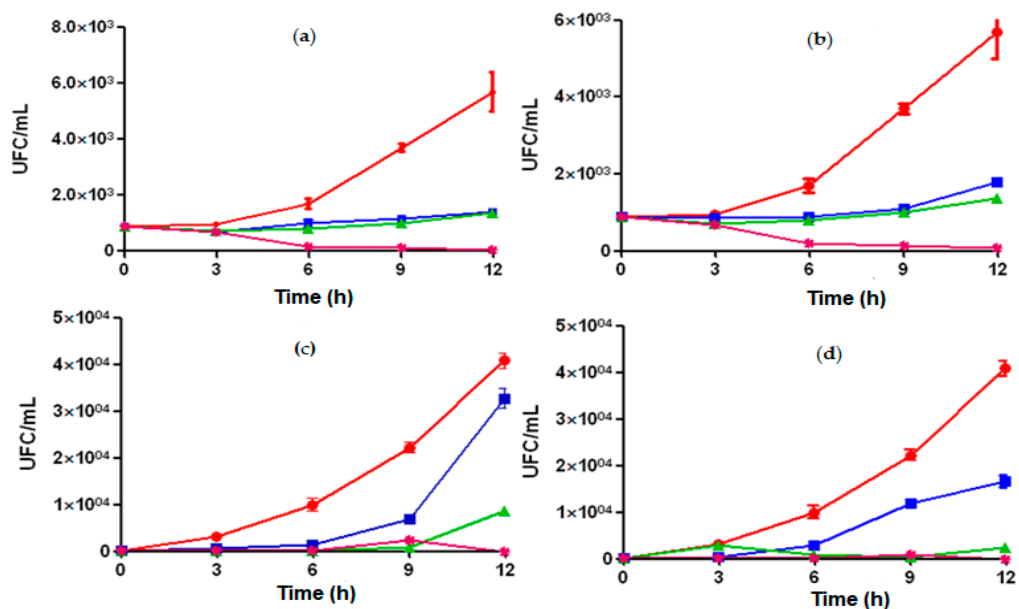 (a)
8.0×10³
6.0×10³
4.0×10³
2.0×10³
0
UFC/mL
0 3 6 9 12
Time (h)
(b)
6×10⁰³
4×10⁰³
2×10⁰³
0
UFC/mL
0 3 6 9 12
Time (h)
(c)
5×10⁰⁴
4×10⁰⁴
3×10⁰⁴
2×10⁰⁴
1×10⁰⁴
0
UFC/mL
0 3 6 9 12
Time (h)
(d)
5×10⁰⁴
4×10⁰⁴
3×10⁰⁴
2×10⁰⁴
1×10⁰⁴
0
UFC/mL
0 3 6 9 12
Time (h)